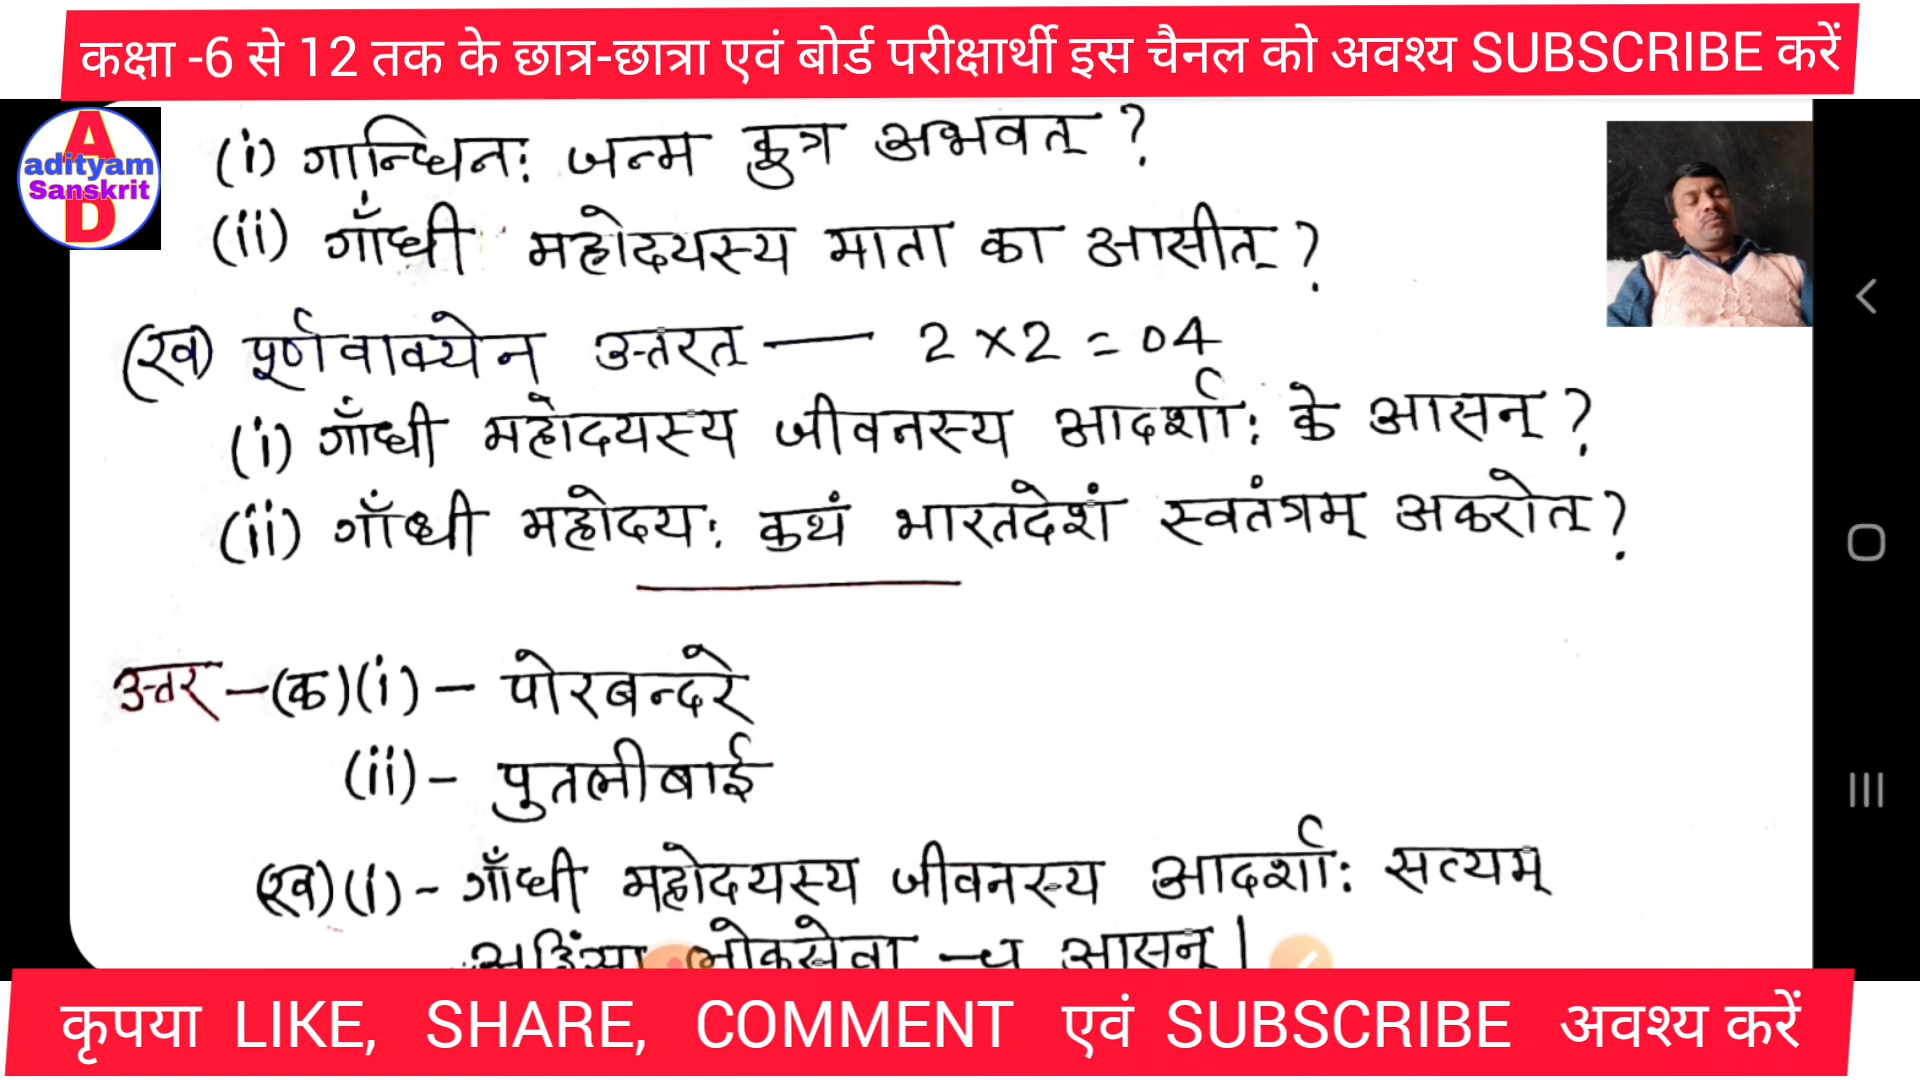 कक्षा -6 से 12 तक के छात्र-छात्रा एवं बोर्ड परीक्षार्थी इस चैनल को अवश्य SUBSCRIBE करें
A
adityam
Sanskrit
D
(i) गान्धिनः जन्म कुत्र अभवत् ?
(ii) गाँधी महोदयस्य माता का आसीत् ?
(ख) पूर्णवाक्येन उत्तरत् — 2 × 2 = 04
(i) गाँधी महोदयस्य जीवनस्य आदर्शाः के आसन् ?
(ii) गाँधी महोदयः कथं भारतदेशं स्वतंत्रम् अकरोत् ?
उत्तर – (क) (i) – पोरबन्दरे
(ii) – पुतलीबाई
(ख) (i) – गाँधी महोदयस्य जीवनस्य आदर्शाः सत्यम्
अहिंसा लोकसेवा च आसन् |
कृपया LIKE, SHARE, COMMENT एवं SUBSCRIBE अवश्य करें